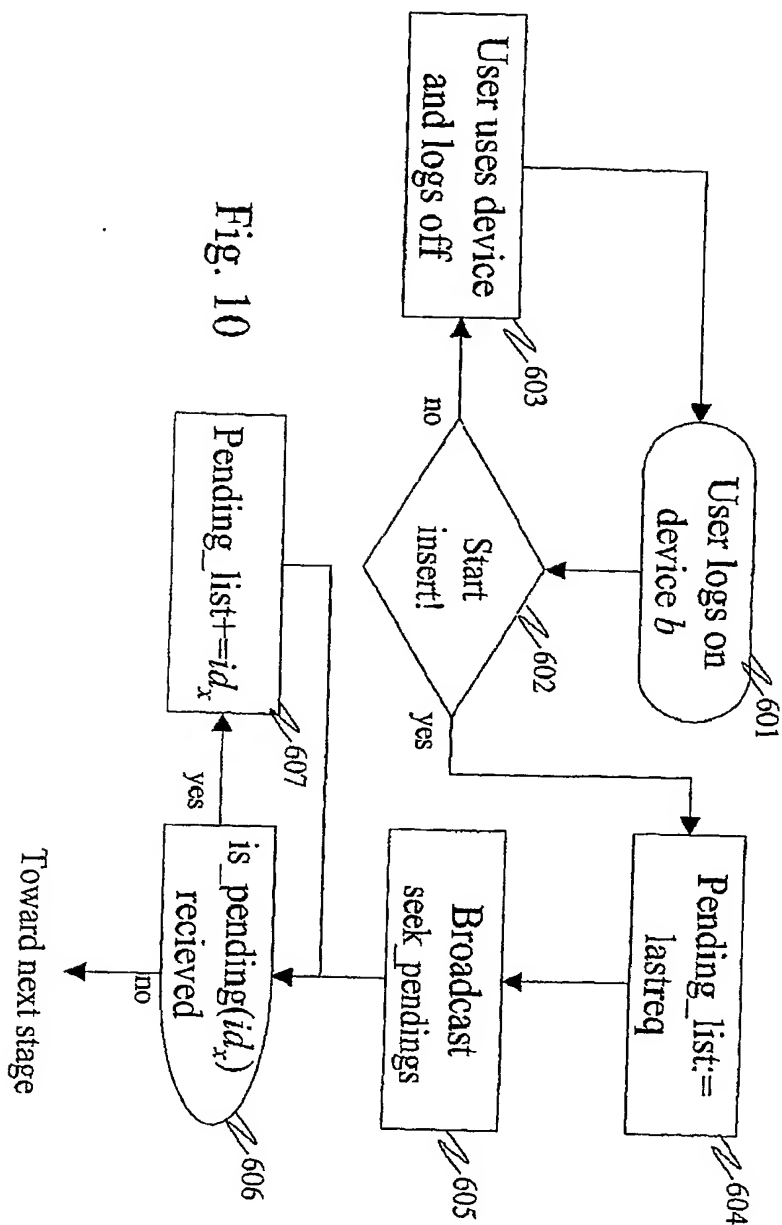 User logs on
device b
601
Start
insert!
602
no
yes
User uses device
and logs off
603
Pending_list:=
lastreq
604
Broadcast
seek_pendings
605
is_pending(id_x)
recieved
606
yes
no
Pending_list+=id_x
607
Toward next stage
Fig. 10